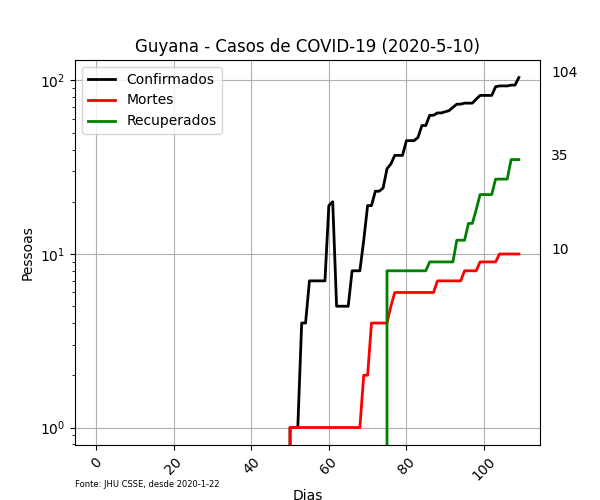 Guyana - Casos de COVID-19 (2020-5-10)
Confirmados
Mortes
Recuperados
10²
10¹
10⁰
Pessoas
104
35
10
0
20
40
60
80
100
Fonte: JHU CSSE, desde 2020-1-22
Dias